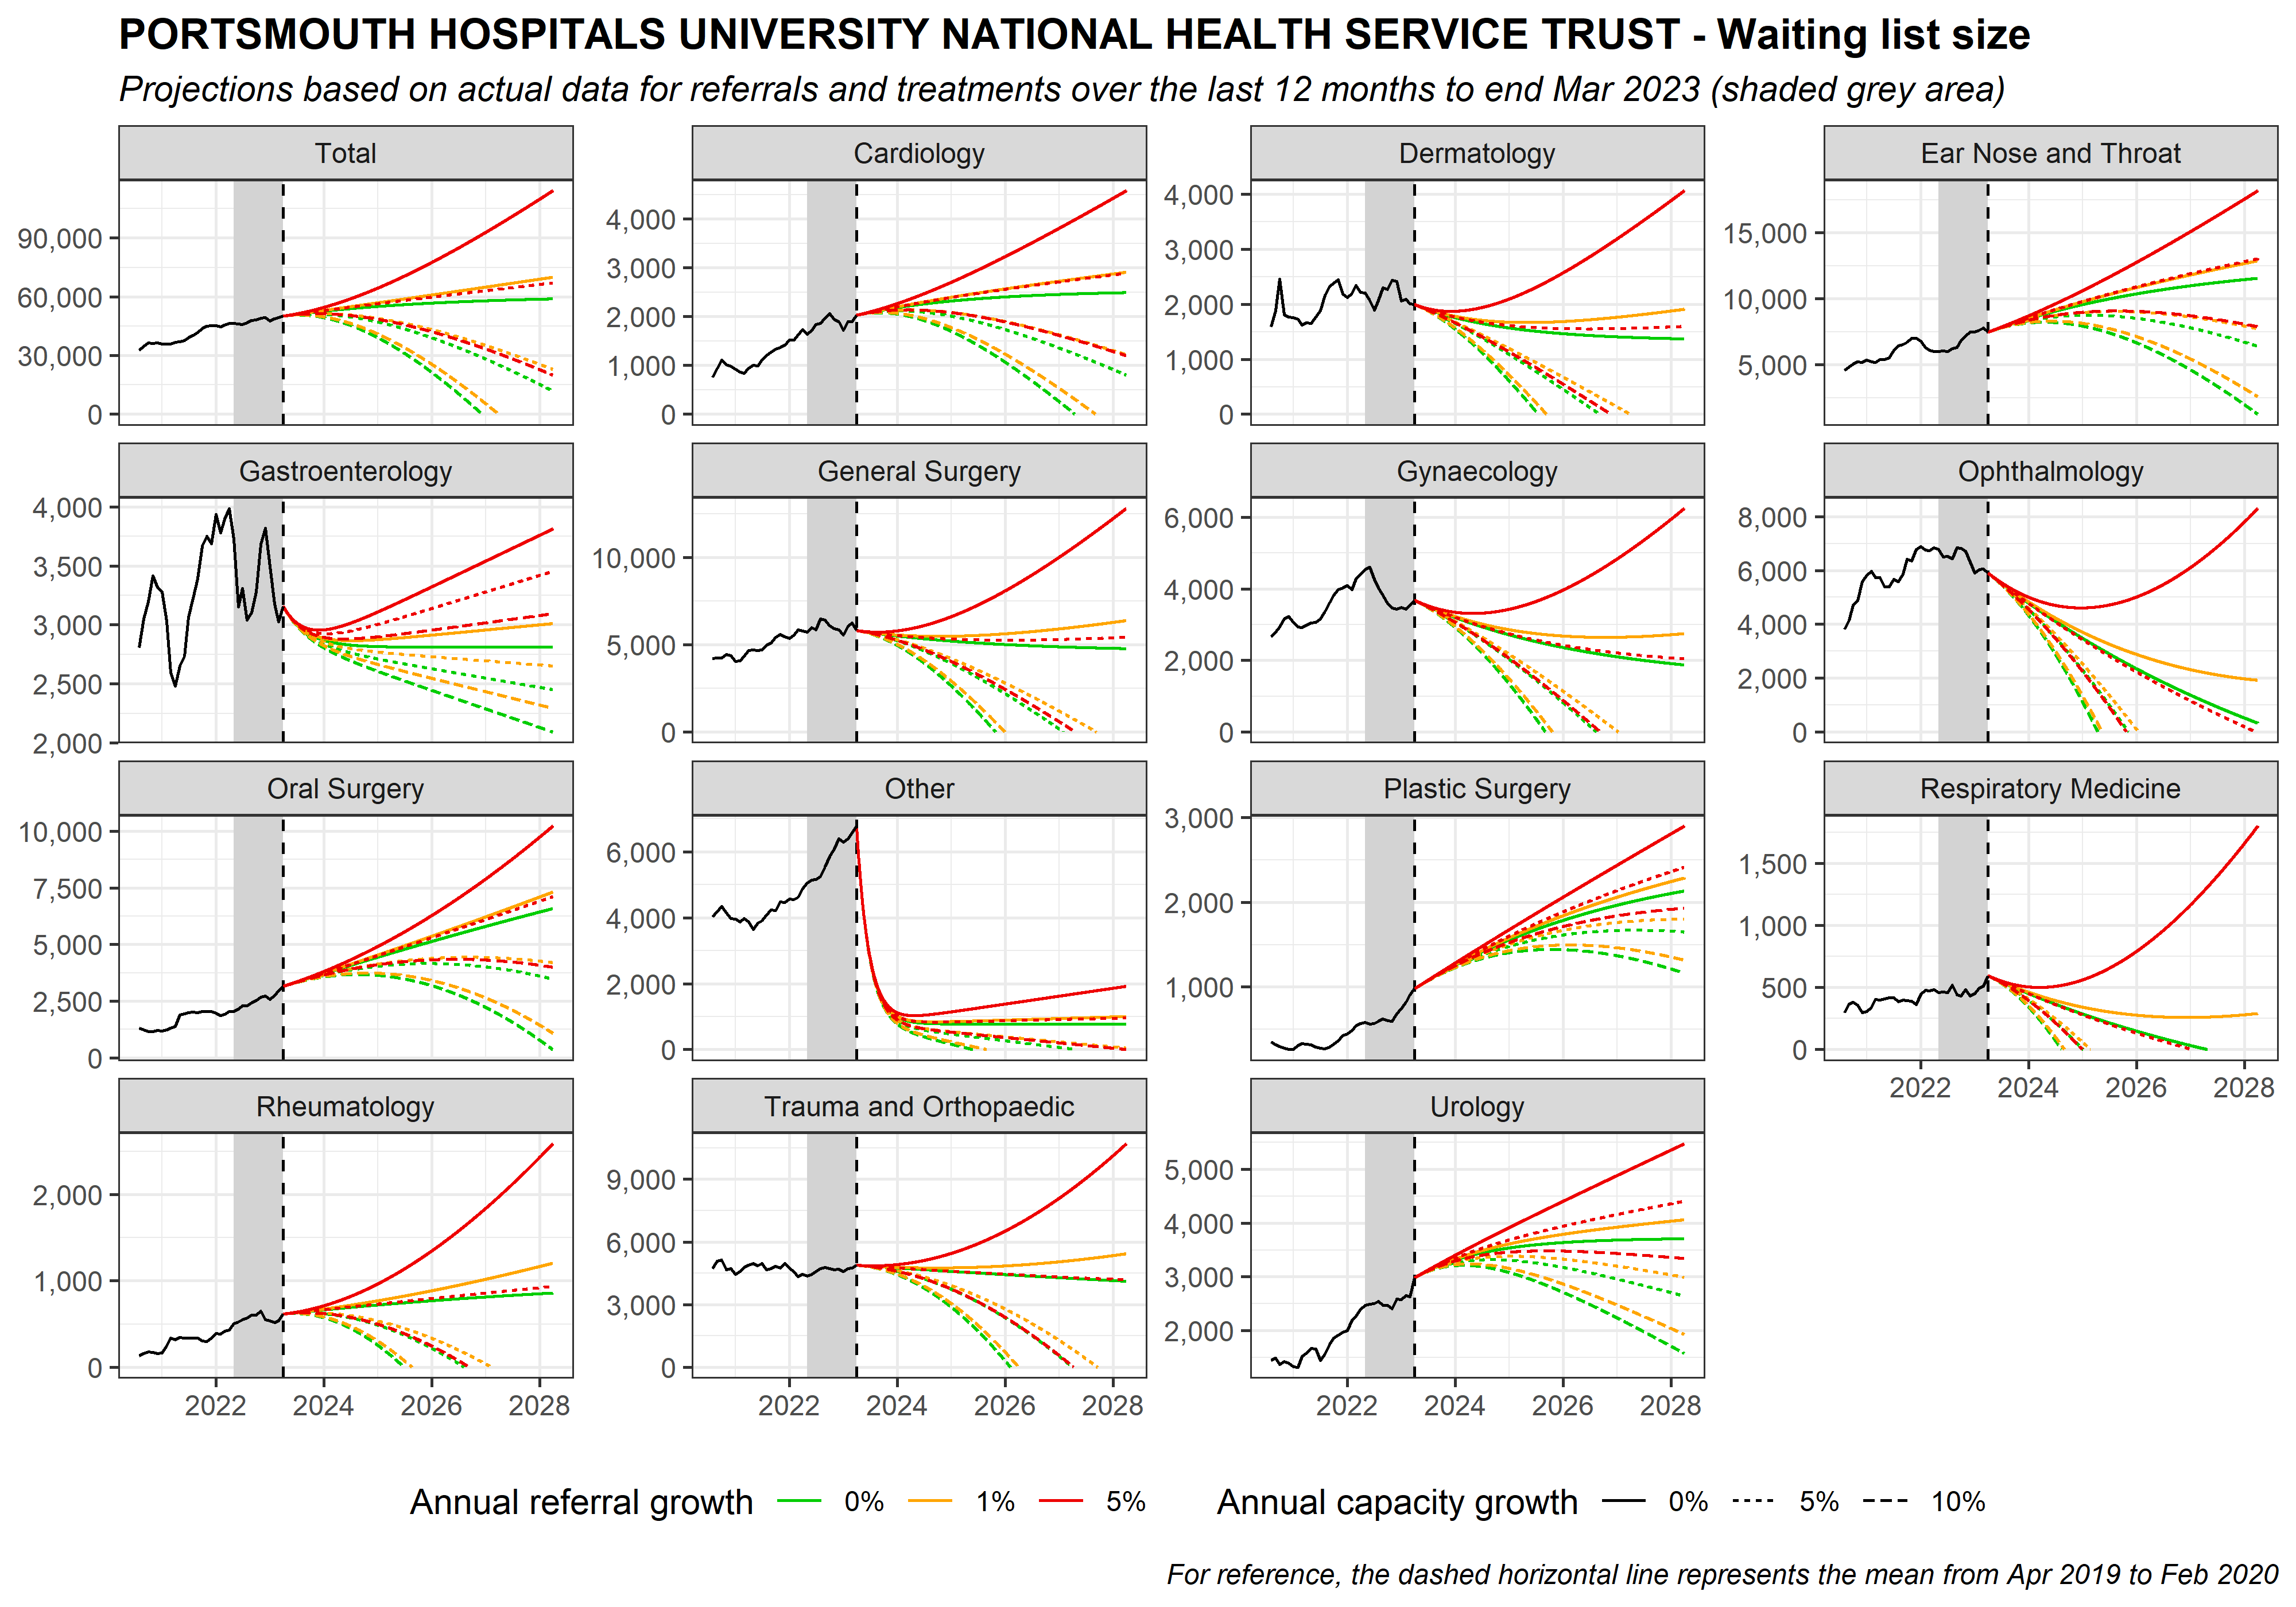 PORTSMOUTH HOSPITALS UNIVERSITY NATIONAL HEALTH SERVICE TRUST - Waiting list size
Projections based on actual data for referrals and treatments over the last 12 months to end Mar 2023 (shaded grey area)
Total
90,000
60,000
30,000
0
Cardiology
4,000
3,000
2,000
1,000
0
Dermatology
4,000
3,000
2,000
1,000
0
Ear Nose and Throat
15,000
10,000
5,000
Gastroenterology
4,000
3,500
3,000
2,500
2,000
General Surgery
10,000
5,000
0
Gynaecology
6,000
4,000
2,000
0
Ophthalmology
8,000
6,000
4,000
2,000
0
Oral Surgery
10,000
7,500
5,000
2,500
0
Other
6,000
4,000
2,000
0
Plastic Surgery
3,000
2,000
1,000
Respiratory Medicine
1,500
1,000
500
0
2022 2024 2026 2028
Rheumatology
2,000
1,000
0
2022 2024 2026 2028
Trauma and Orthopaedic
9,000
6,000
3,000
0
2022 2024 2026 2028
Urology
5,000
4,000
3,000
2,000
2022 2024 2026 2028
Annual referral growth 0% 1% 5%
Annual capacity growth 0% 5% 10%
For reference, the dashed horizontal line represents the mean from Apr 2019 to Feb 2020